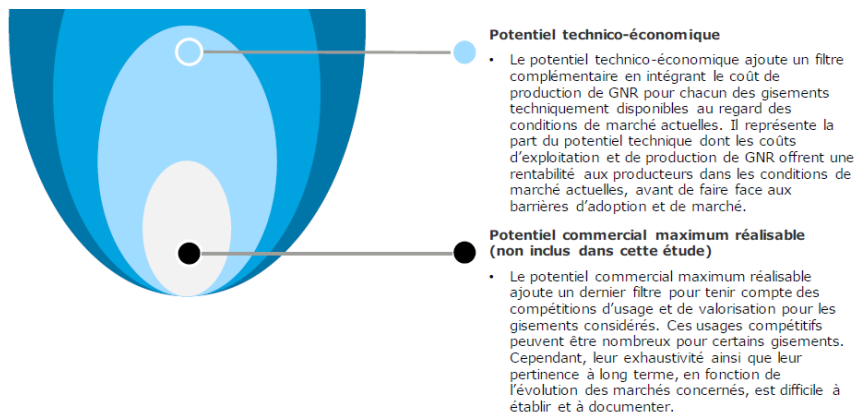 Potentiel technico-économique
• Le potentiel technico-économique ajoute un filtre
complémentaire en intégrant le coût de
production de GNR pour chacun des gisements
techniquement disponibles au regard des
conditions de marché actuelles. Il représente la
part du potentiel technique dont les coûts
d’exploitation et de production de GNR offrent une
rentabilité aux producteurs dans les conditions de
marché actuelles, avant de faire face aux
barrières d’adoption et de marché.
Potentiel commercial maximum réalisable
(non inclus dans cette étude)
• Le potentiel commercial maximum réalisable
ajoute un dernier filtre pour tenir compte des
compétitions d’usage et de valorisation pour les
gisements considérés. Ces usages compétitifs
peuvent être nombreux pour certains gisements.
Cependant, leur exhaustivité ainsi que leur
pertinence à long terme, en fonction de
l’évolution des marchés concernés, est difficile à
établir et à documenter.